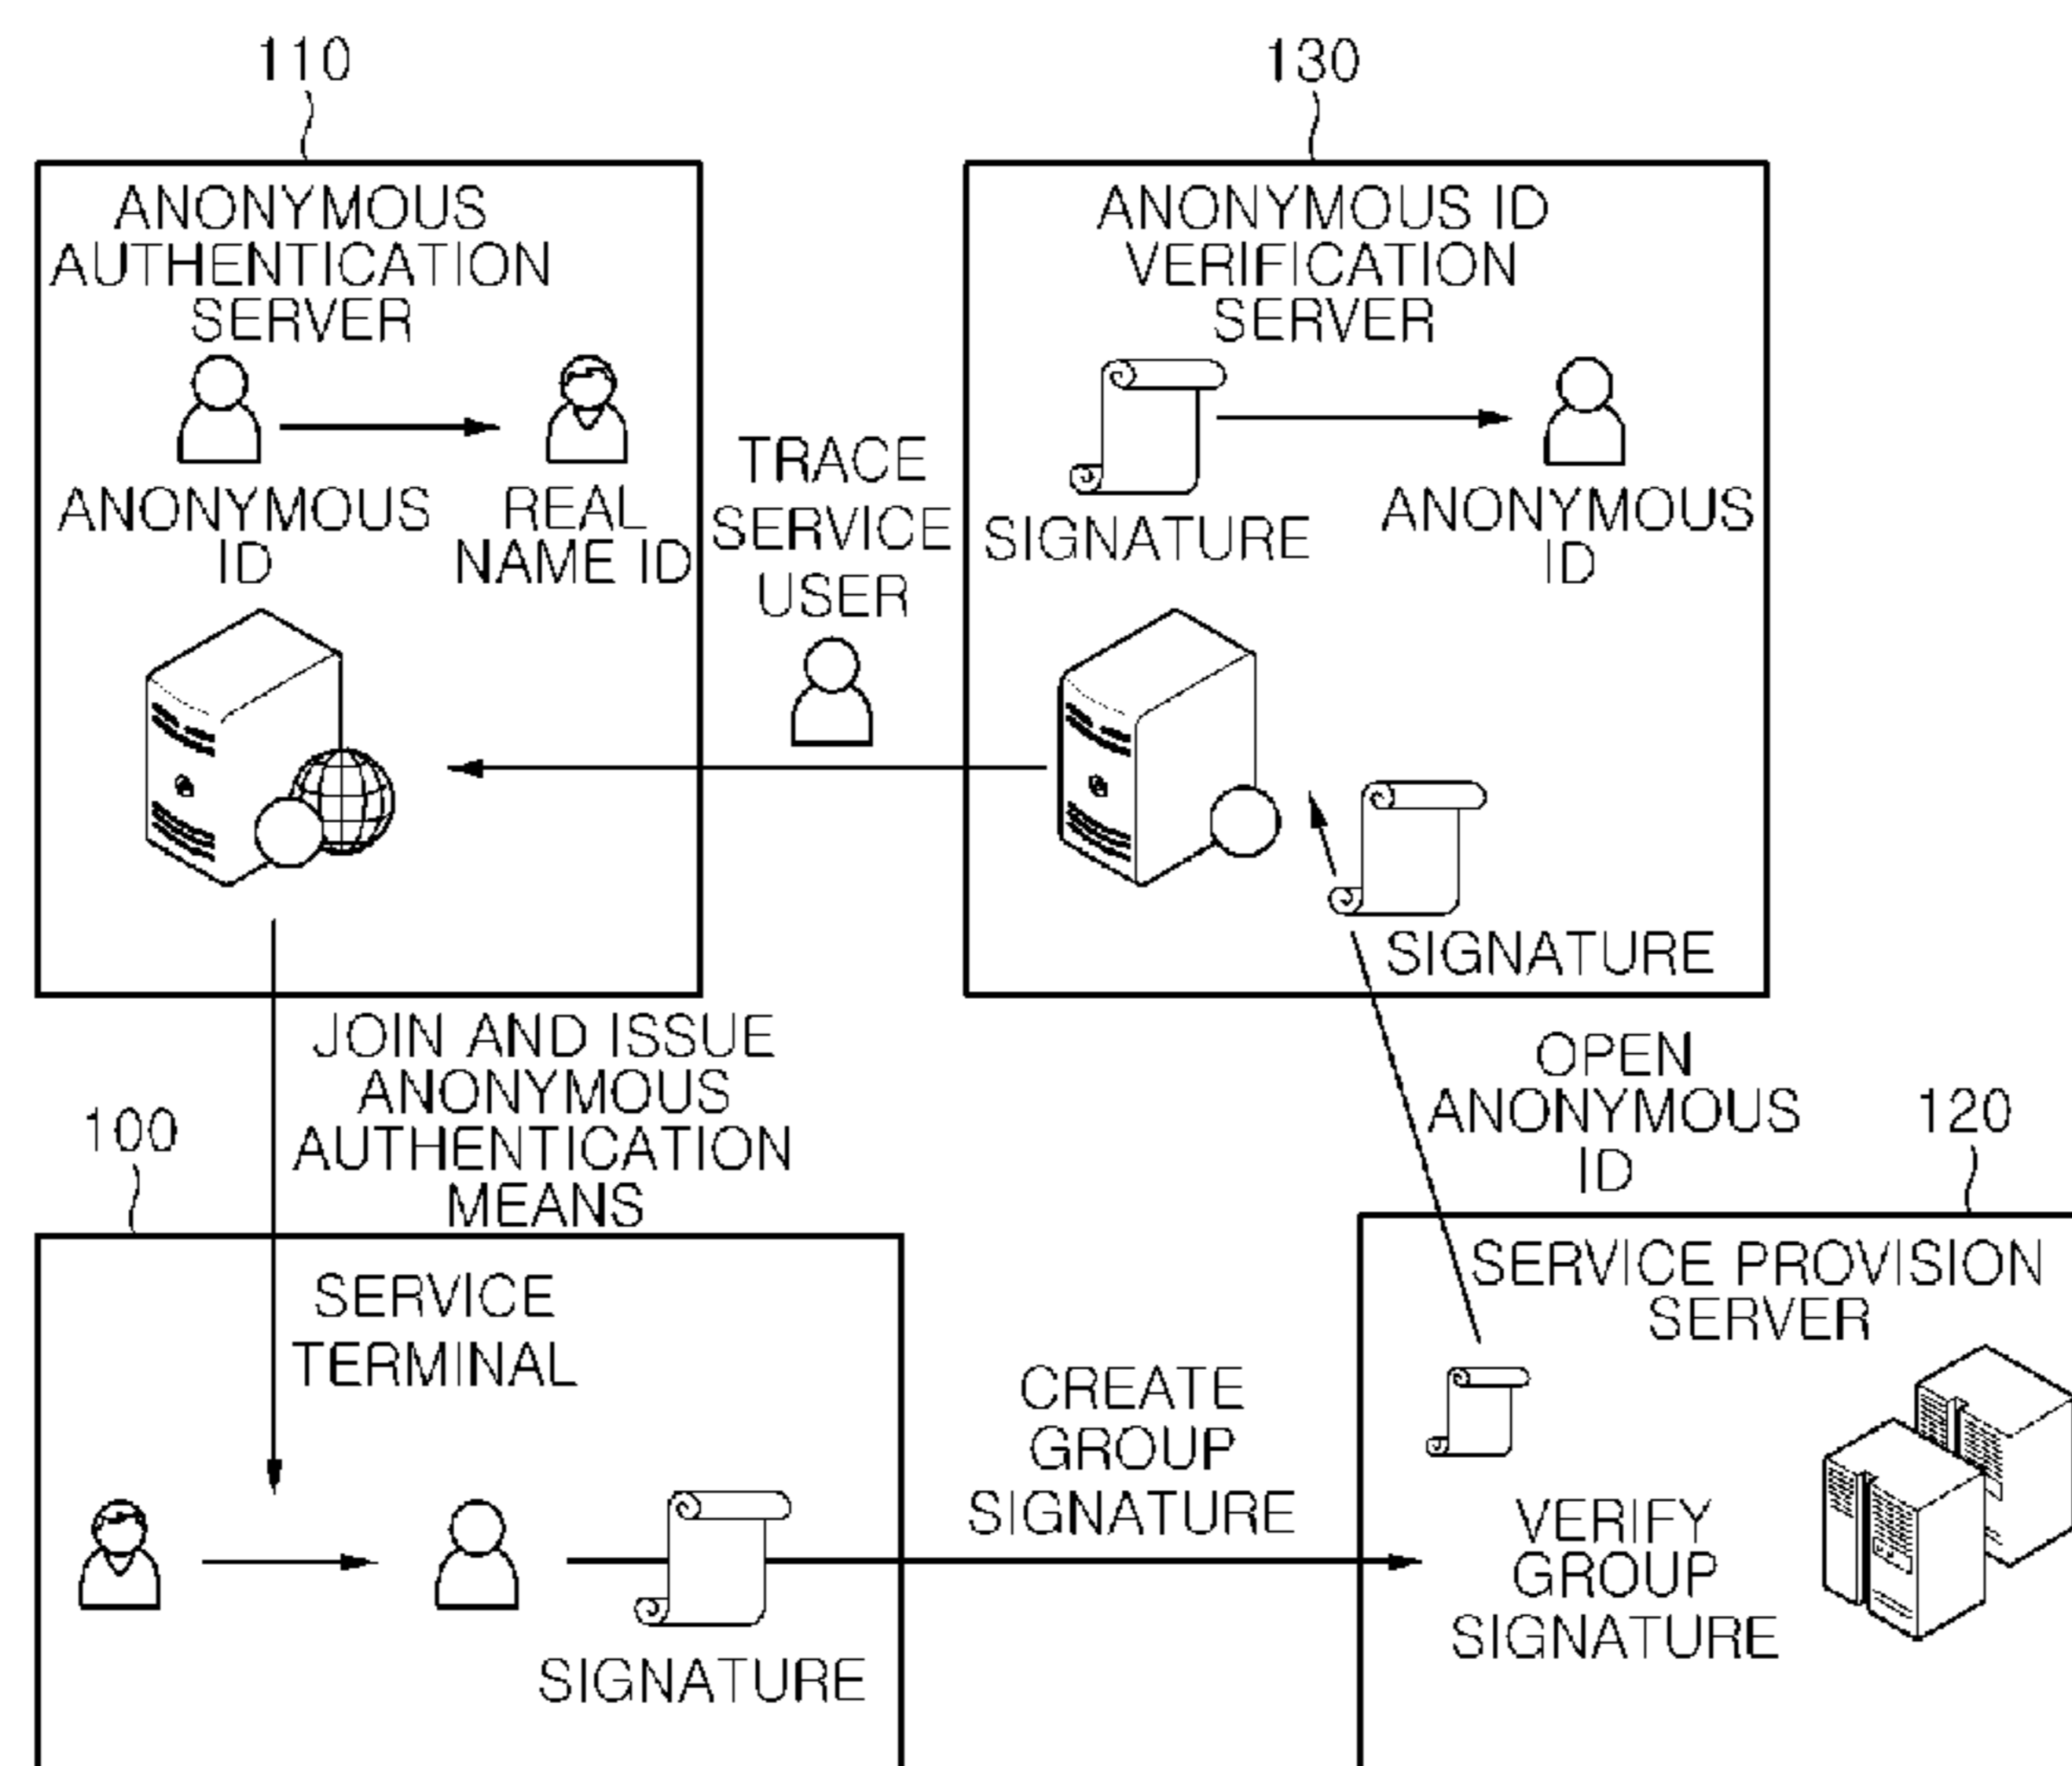 110
ANONYMOUS
AUTHENTICATION
SERVER
ANONYMOUS
ID
REAL
NAME ID
TRACE
SERVICE
USER
130
ANONYMOUS ID
VERIFICATION
SERVER
SIGNATURE
ANONYMOUS
ID
SIGNATURE
JOIN AND ISSUE
ANONYMOUS
AUTHENTICATION
MEANS
OPEN
ANONYMOUS
ID
100
SERVICE
TERMINAL
SIGNATURE
CREATE
GROUP
SIGNATURE
120
SERVICE PROVISION
SERVER
VERIFY
GROUP
SIGNATURE